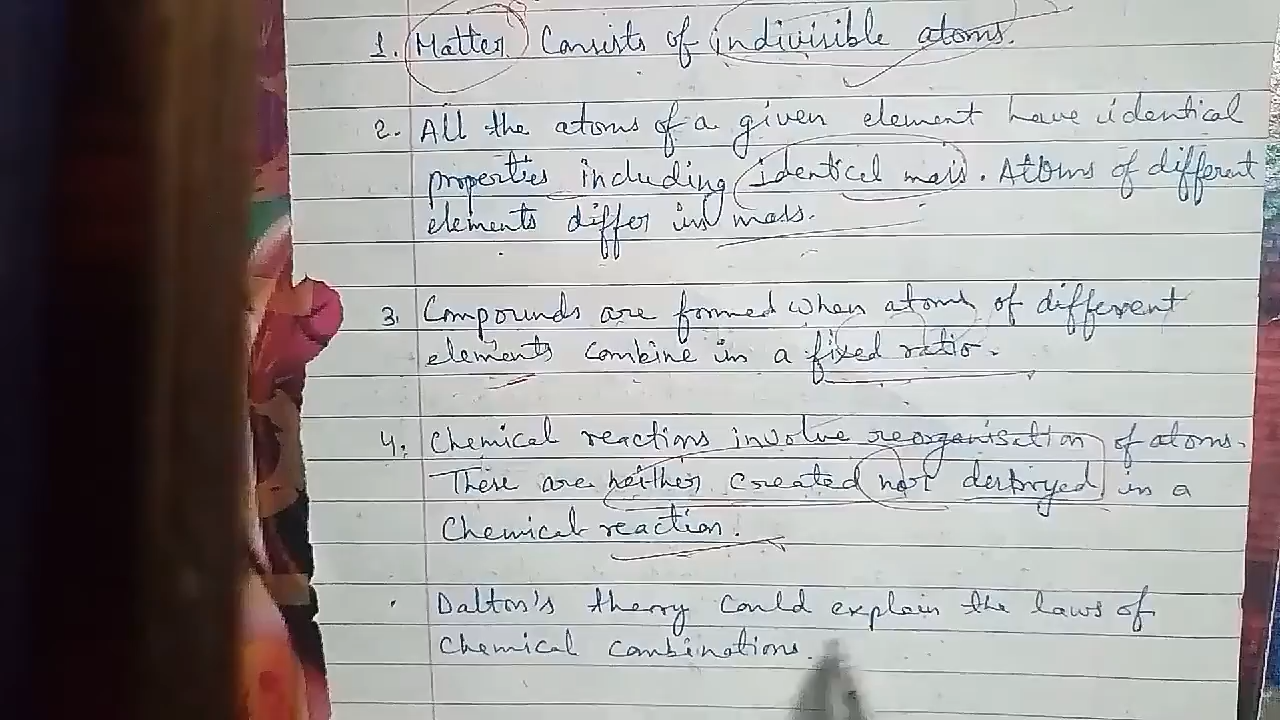 1. Matter Consists of indivisible atoms.
2. All the atoms of a given element have identical
properties including identical mass. Atoms of different
elements differ in mass.
3. Compounds are formed when atoms of different
elements combine in a fixed ratio.
4. Chemical reactions involve reorganisation of atoms.
These are neither created nor destroyed in a
Chemical reaction.
. Dalton's theory could explain the laws of
Chemical combinations.